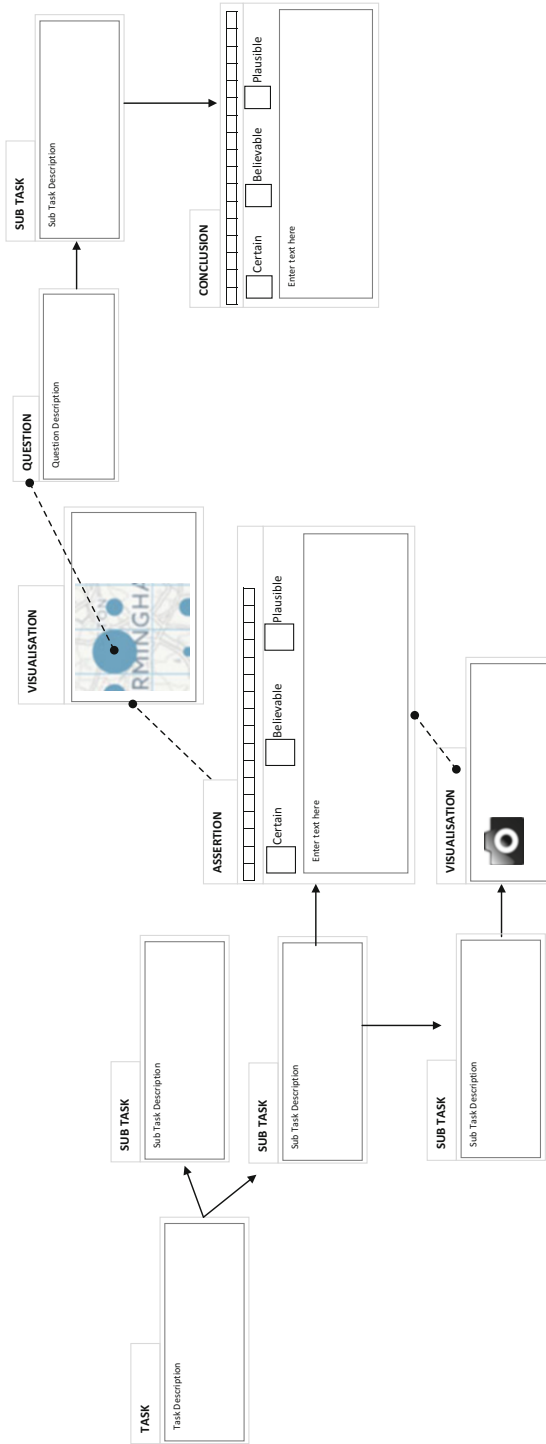 TASK
Task Description
SUB TASK
Sub Task Description
SUB TASK
Sub Task Description
SUB TASK
Sub Task Description
VISUALISATION
RMINGHA
ON
ASSERTION
Certain
Believable
Plausible
Enter text here
VISUALISATION
QUESTION
Question Description
SUB TASK
Sub Task Description
CONCLUSION
Certain
Believable
Plausible
Enter text here